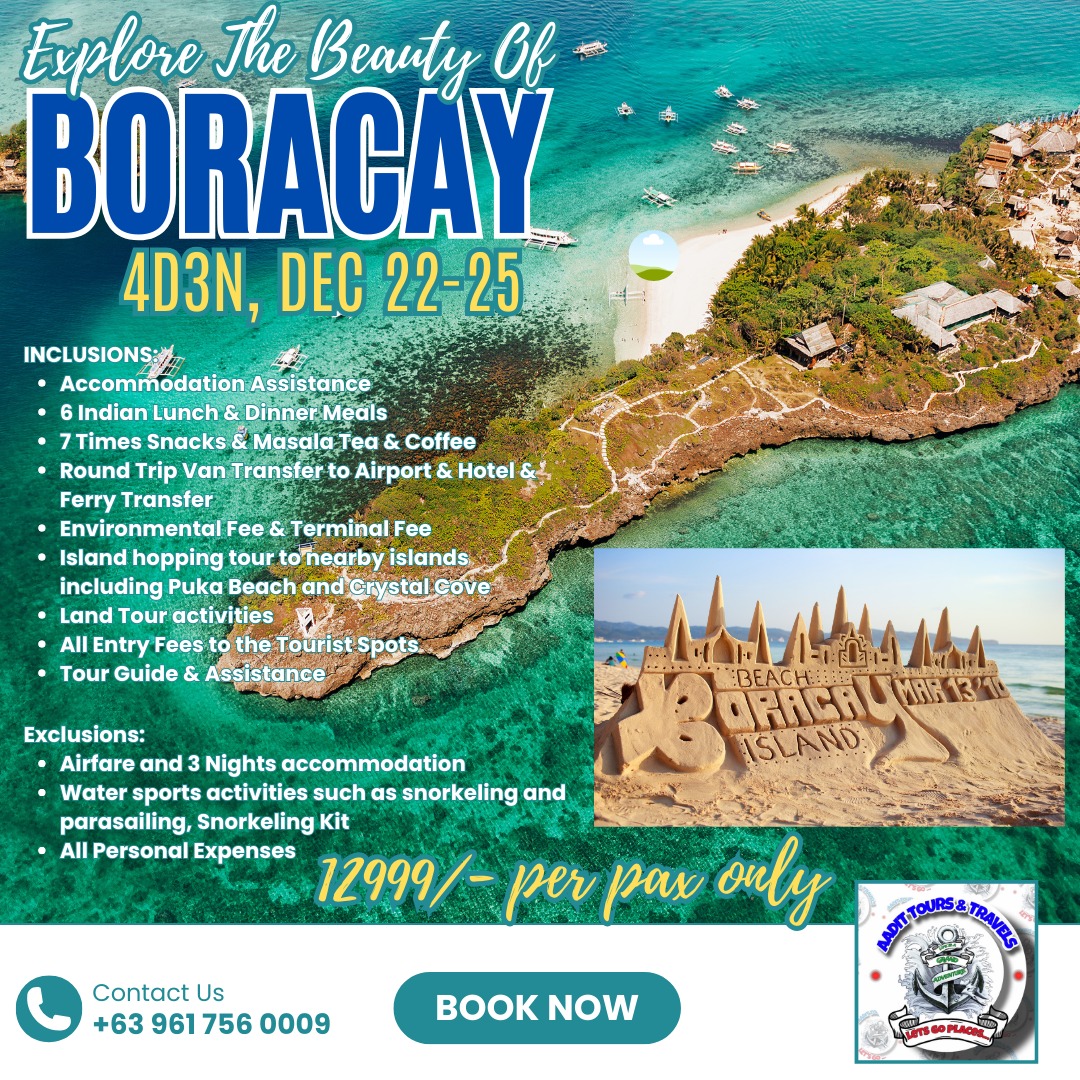 Explore The Beauty Of
BORACAY
4D3N, DEC 22-25
INCLUSIONS:
• Accommodation Assistance
• 6 Indian Lunch & Dinner Meals
• 7 Times Snacks & Masala Tea & Coffee
• Round Trip Van Transfer to Airport & Hotel &
Ferry Transfer
• Environmental Fee & Terminal Fee
• Island hopping tour to nearby islands
including Puka Beach and Crystal Cove
• Land Tour activities
• All Entry Fees to the Tourist Spots
• Tour Guide & Assistance
Exclusions:
• Airfare and 3 Nights accommodation
• Water sports activities such as snorkeling and
parasailing, Snorkeling Kit
• All Personal Expenses
BEACH
BORACAY MAR 13 '16
ISLAND
12999/- per pax only
AADIT TOURS & TRAVELS
GRAND
ADVENTURE
LETS GO PLACES...
Contact Us
+63 961 756 0009
BOOK NOW